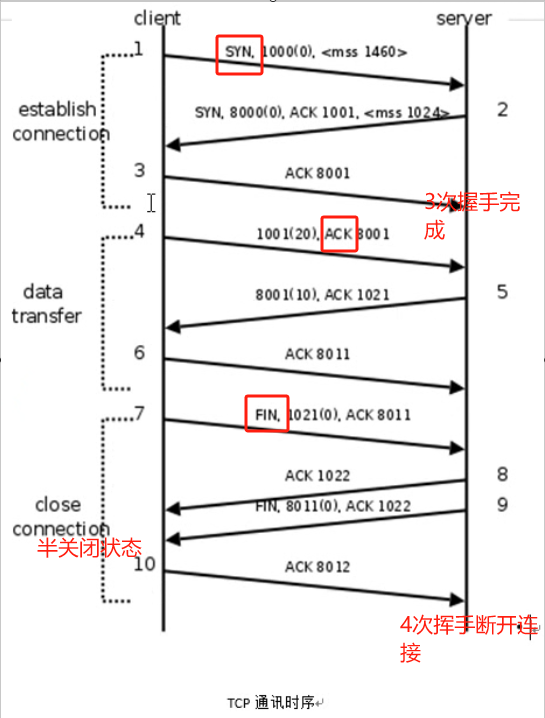 client server
1 SYN, 1000(0), <mss 1460>
establish connection
SYN, 8000(0), ACK 1001, <mss 1024> 2
3 ACK 8001
3次握手完成
4 1001(20), ACK 8001
data transfer
8001(10), ACK 1021 5
6 ACK 8011
7 FIN, 1021(0), ACK 8011
close connection
半关闭状态
ACK 1022 8
FIN, 8011(0), ACK 1022 9
10 ACK 8012
4次挥手断开连接
TCP 通讯时序